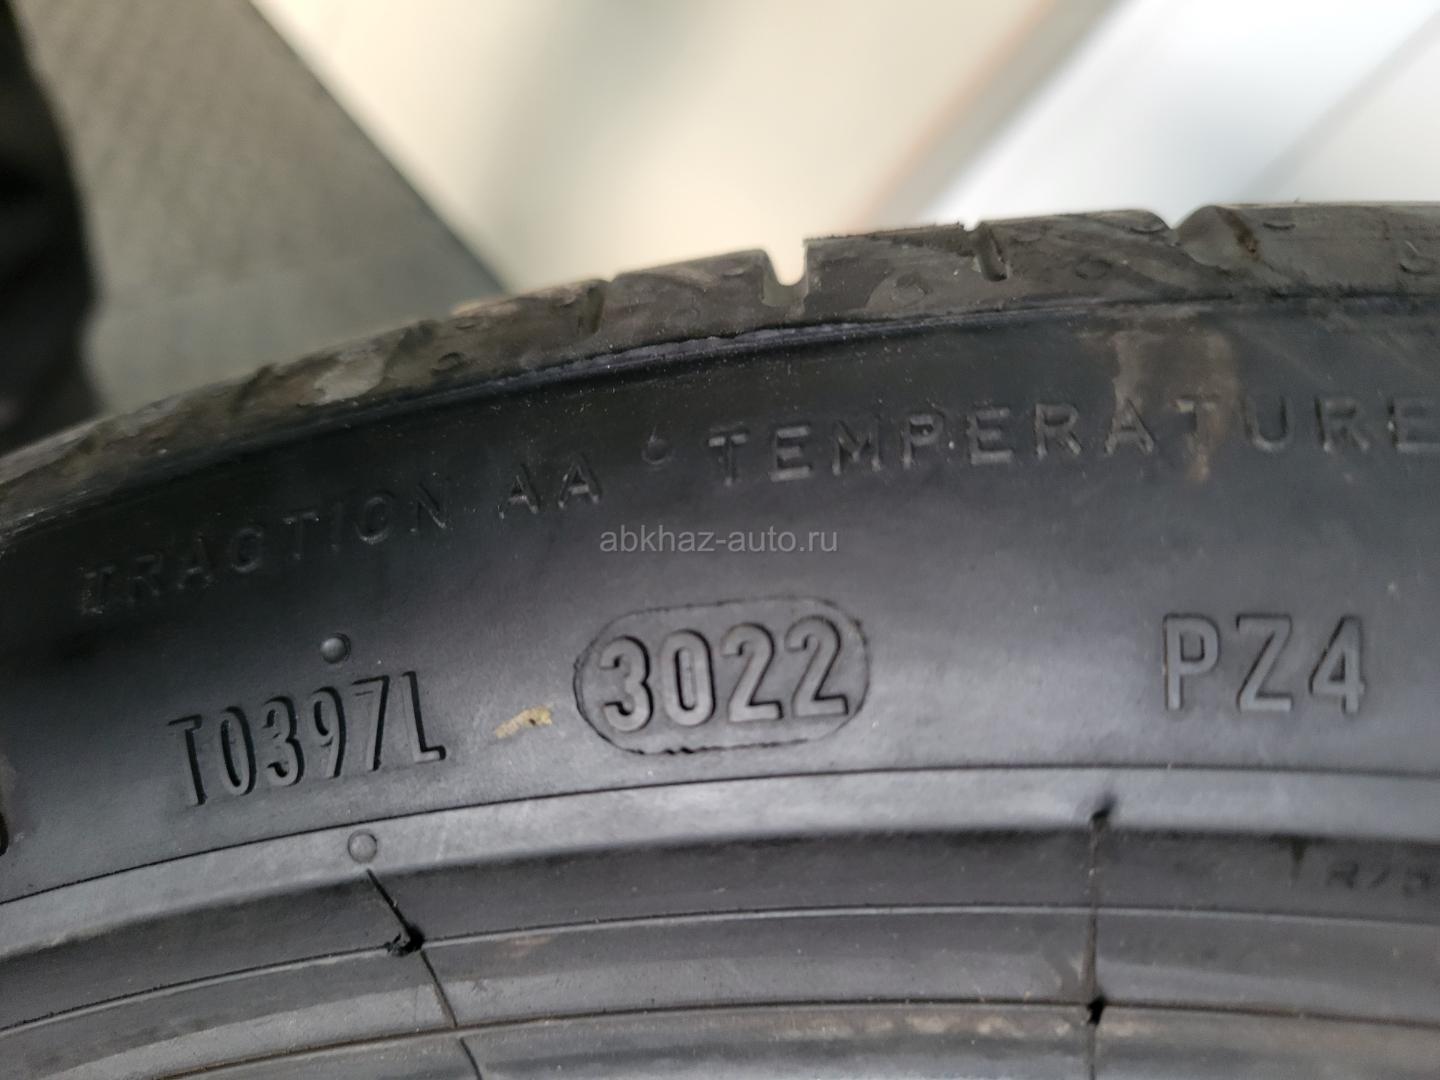 TRACTION AA TEMPERATURE
abkhaz-auto.ru
T0397L 3022 PZ4